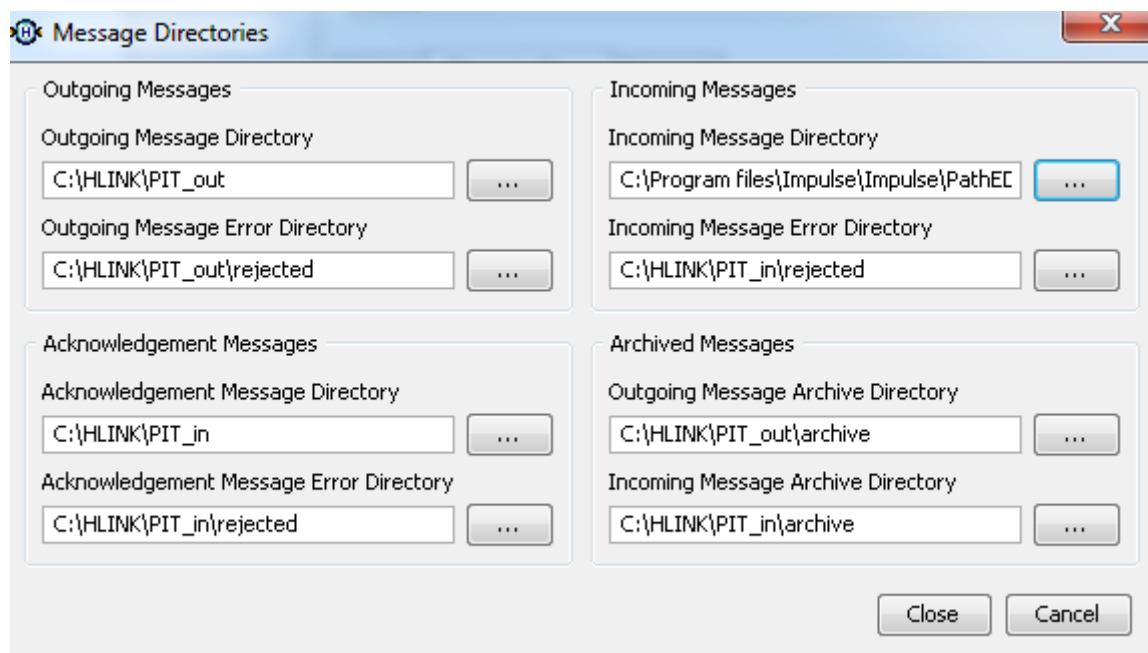 Message Directories
Outgoing Messages
Outgoing Message Directory
C:\HLINK\PIT_out
...
Outgoing Message Error Directory
C:\HLINK\PIT_out\rejected
...
Incoming Messages
Incoming Message Directory
C:\Program files\Impulse\Impulse\PathED
...
Incoming Message Error Directory
C:\HLINK\PIT_in\rejected
...
Acknowledgement Messages
Acknowledgement Message Directory
C:\HLINK\PIT_in
...
Acknowledgement Message Error Directory
C:\HLINK\PIT_in\rejected
...
Archived Messages
Outgoing Message Archive Directory
C:\HLINK\PIT_out\archive
...
Incoming Message Archive Directory
C:\HLINK\PIT_in\archive
...
Close
Cancel